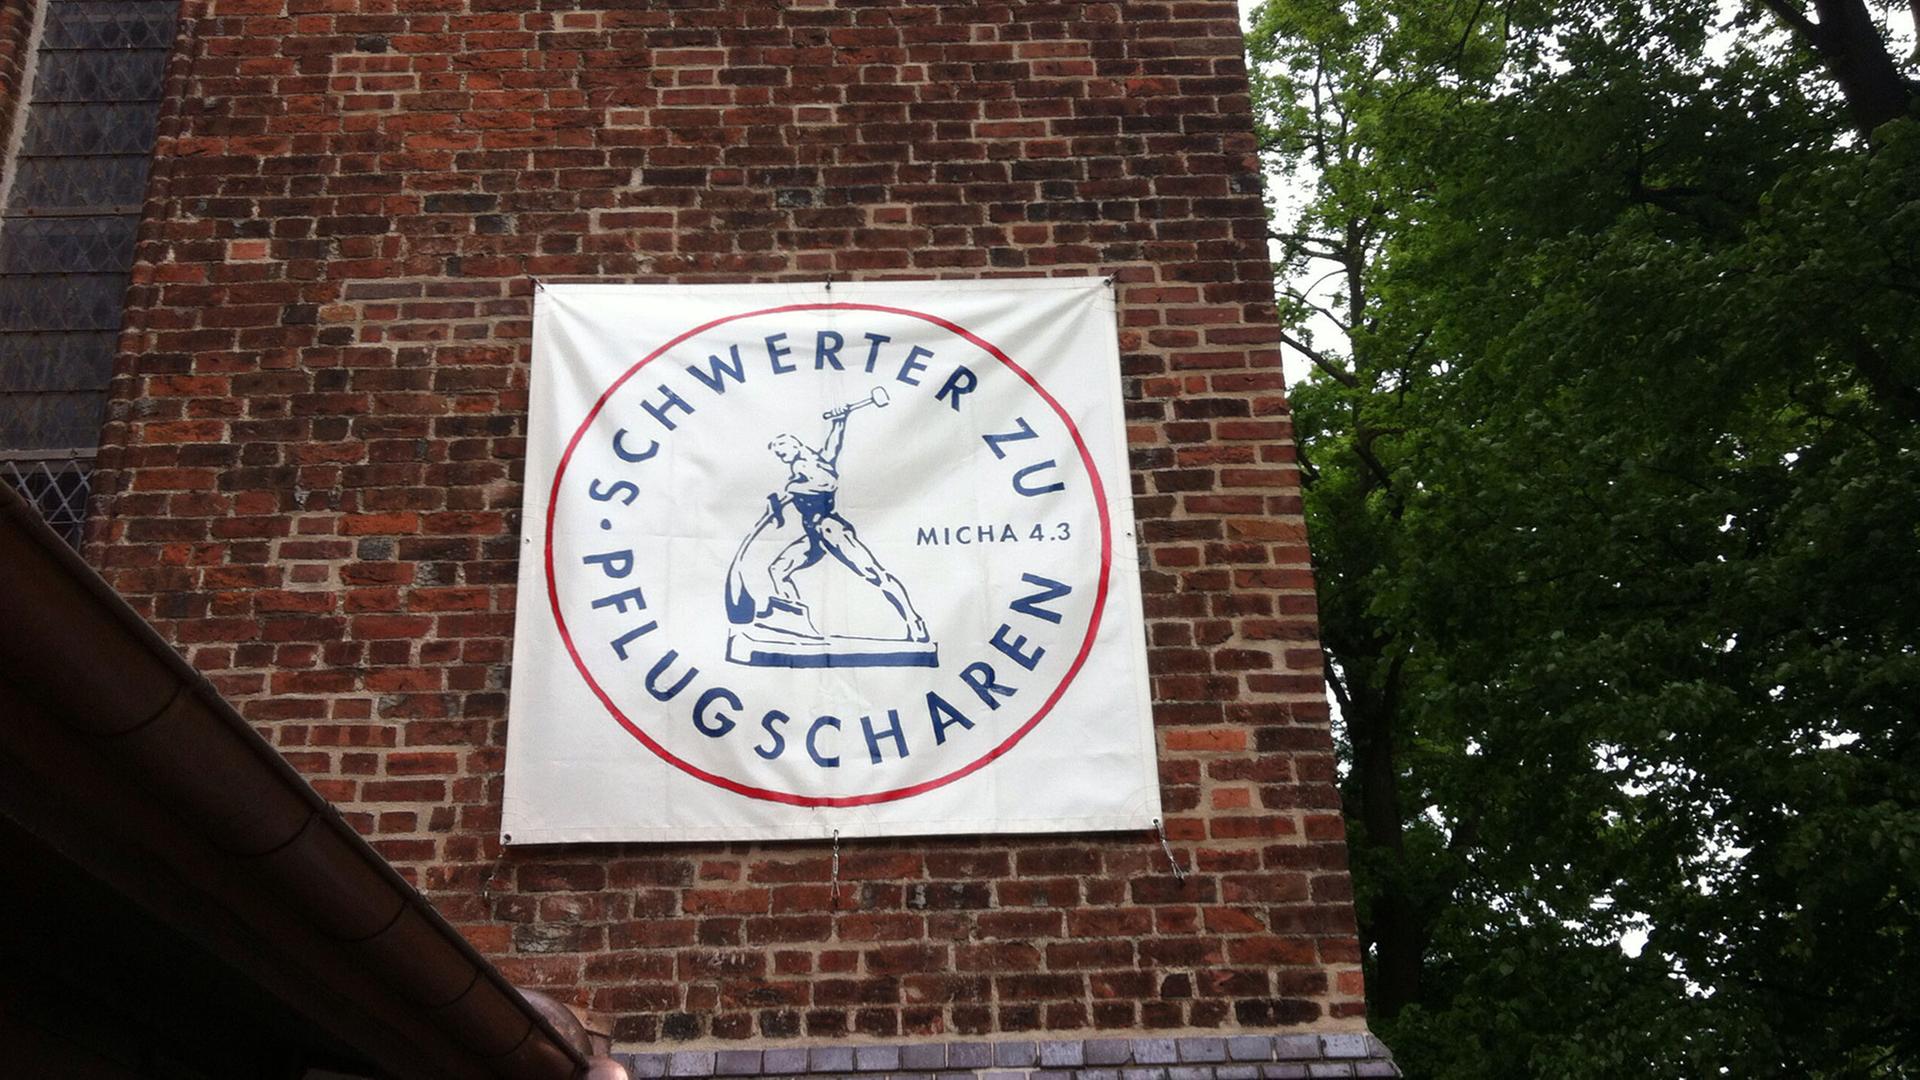 SCHWERTER ZU
MICHA 4.3
· PFLUGSCHAREN